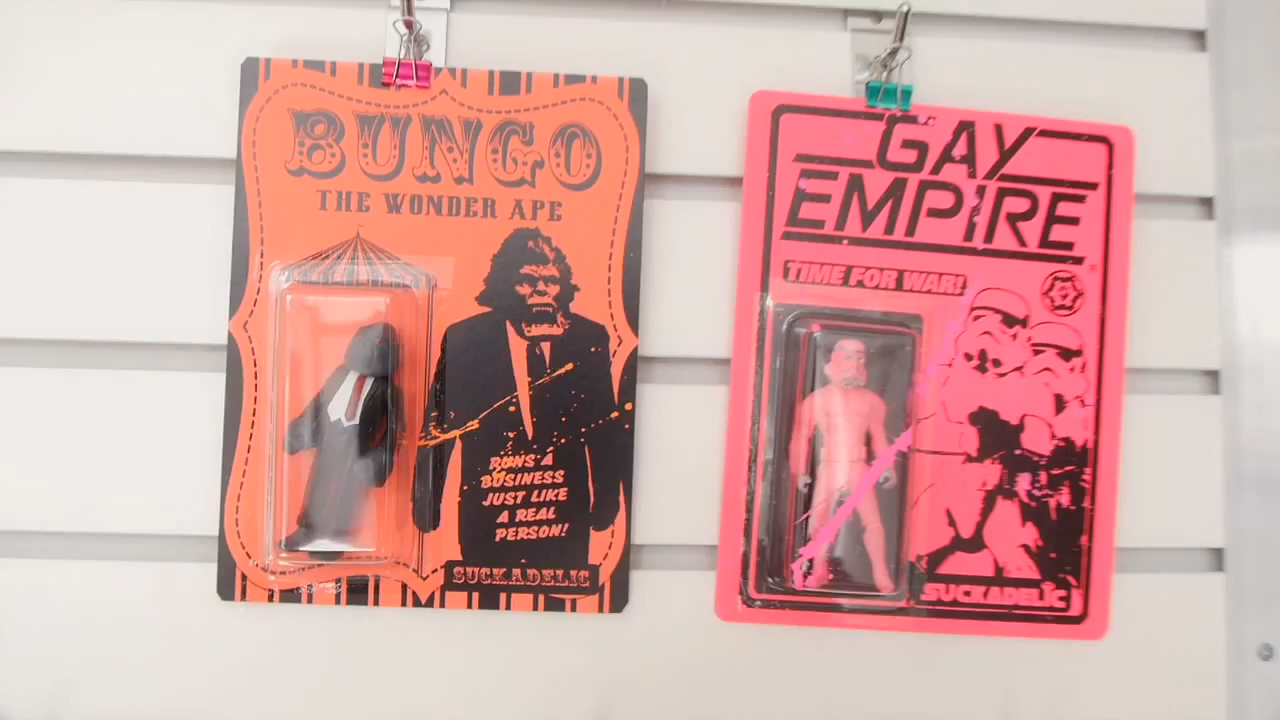 BUNGO
THE WONDER APE
RUNS A
BUSINESS
JUST LIKE
A REAL
PERSON!
SUCKADELIC
GAY
EMPIRE
TIME FOR WAR!
SUCKADELIC